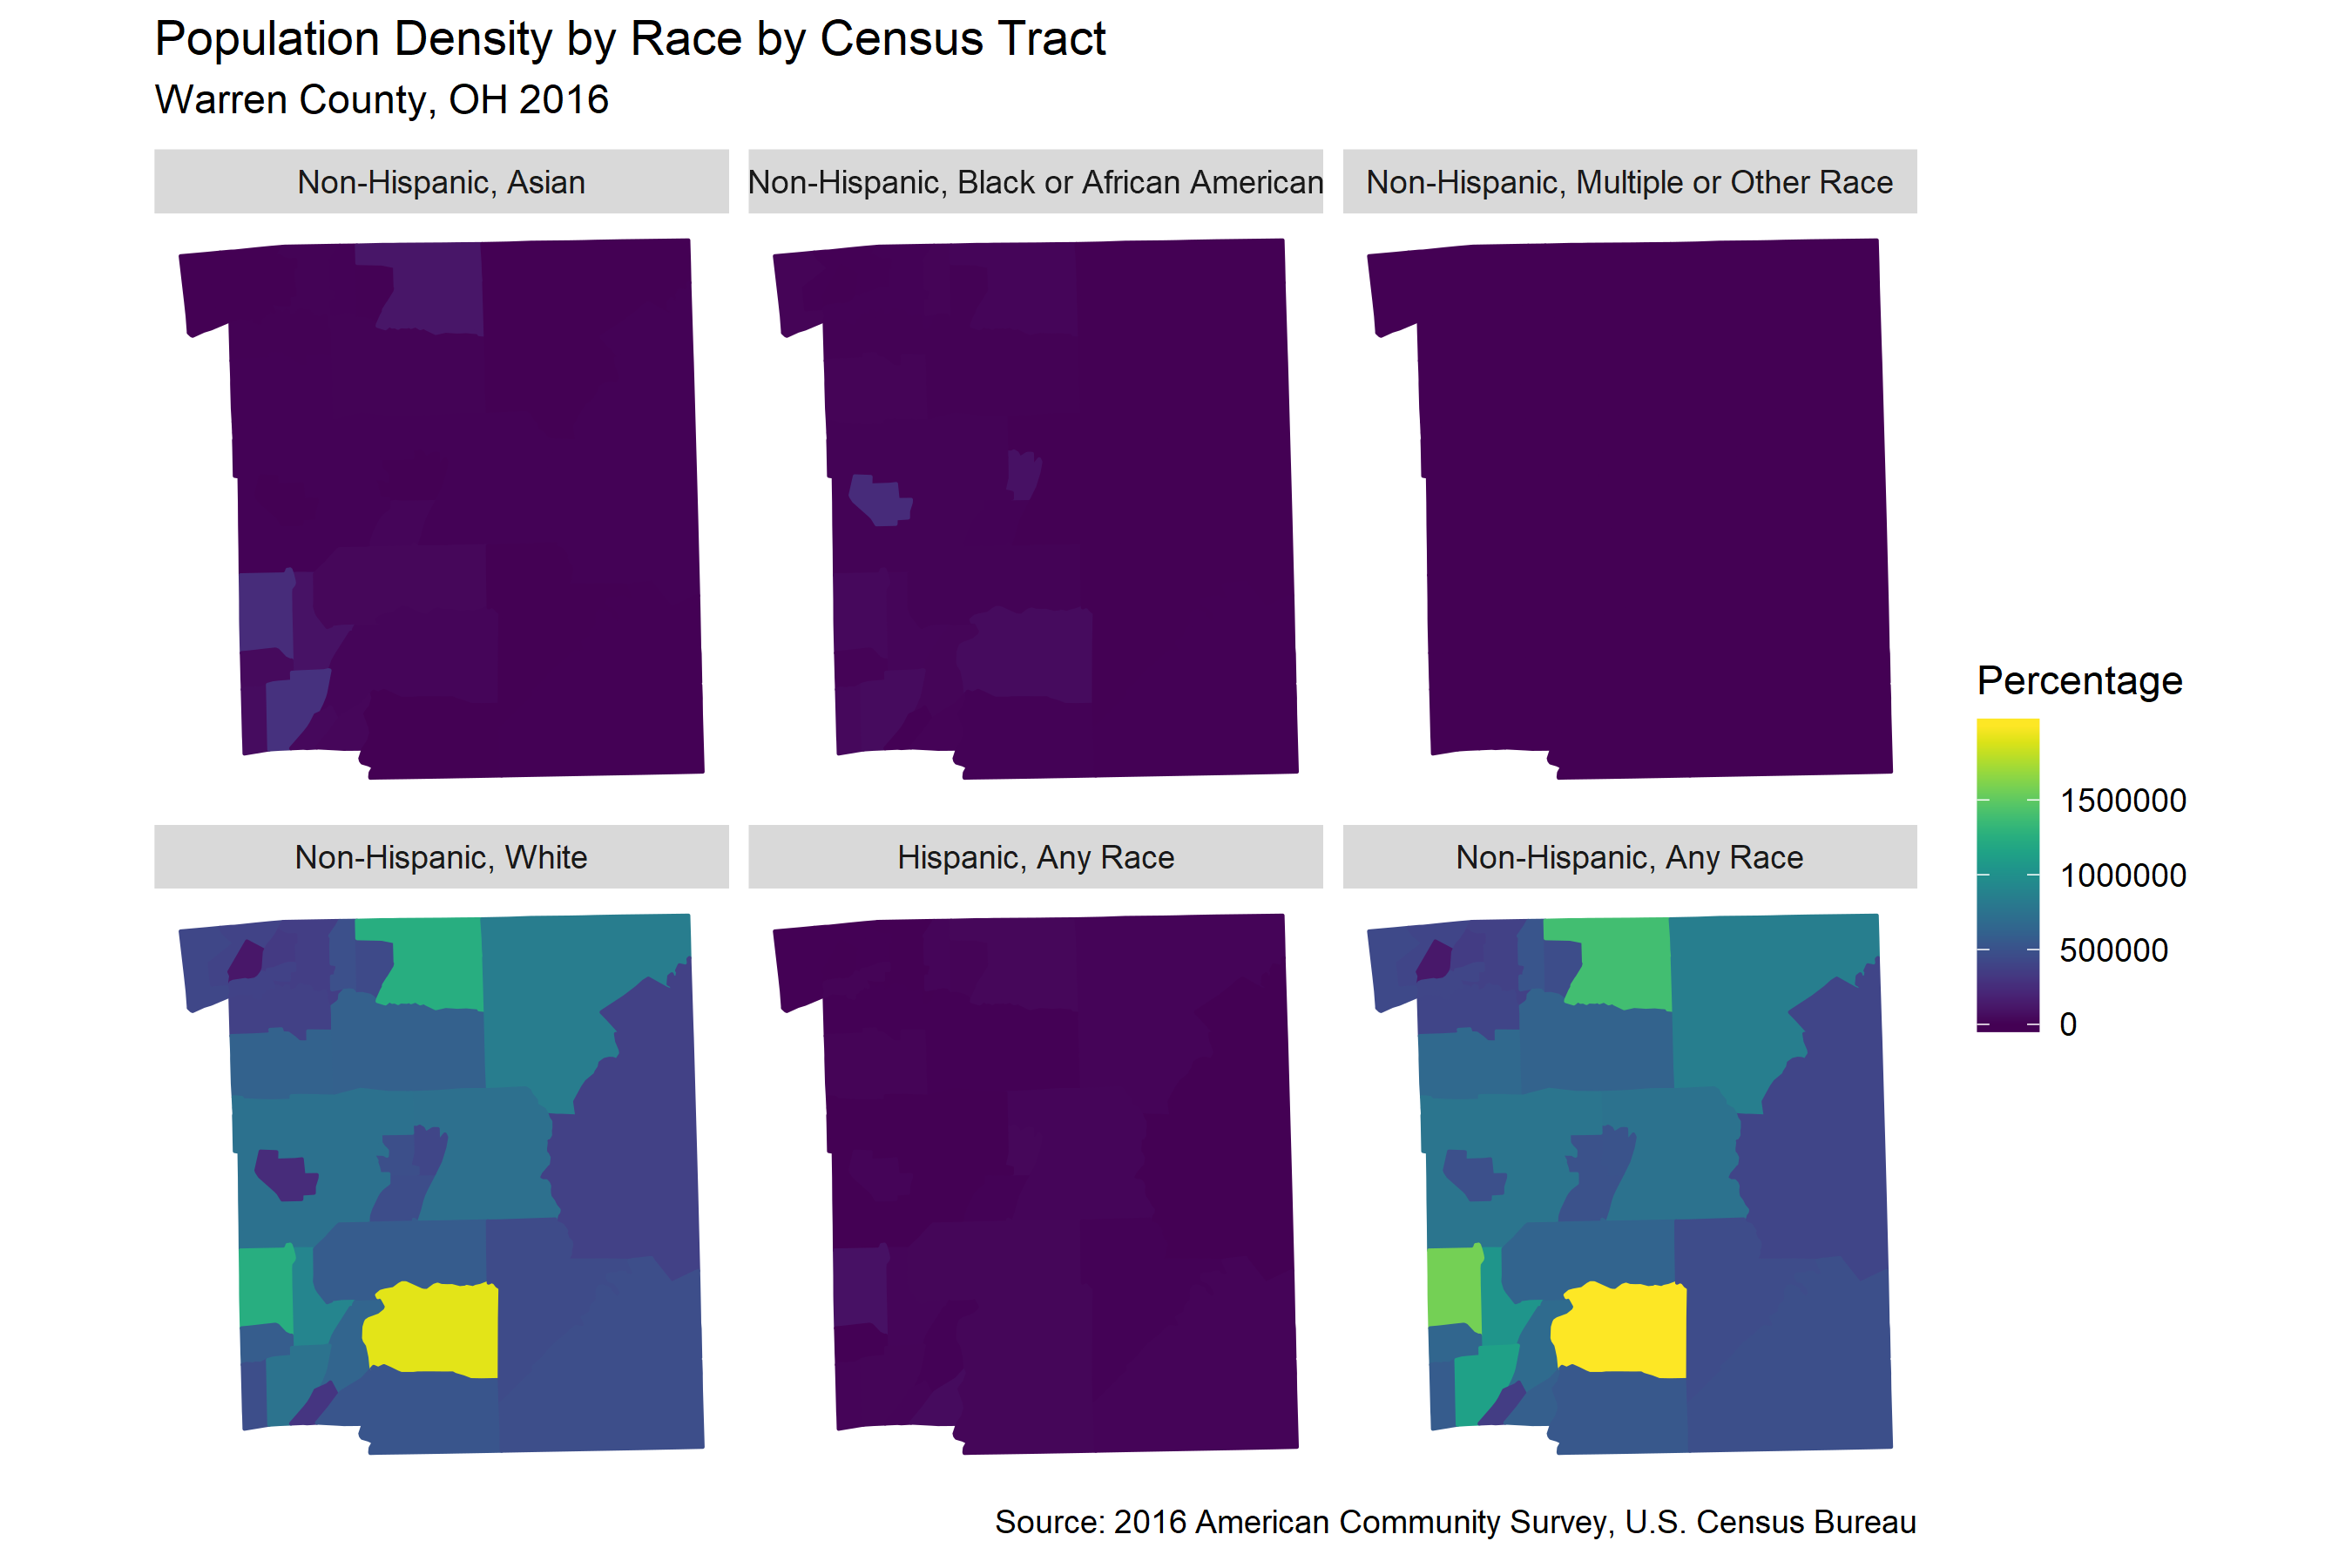 Population Density by Race by Census Tract
Warren County, OH 2016
Non-Hispanic, Asian
Non-Hispanic, Black or African American
Non-Hispanic, Multiple or Other Race
Non-Hispanic, White
Hispanic, Any Race
Non-Hispanic, Any Race
Percentage
1500000
1000000
500000
0
Source: 2016 American Community Survey, U.S. Census Bureau